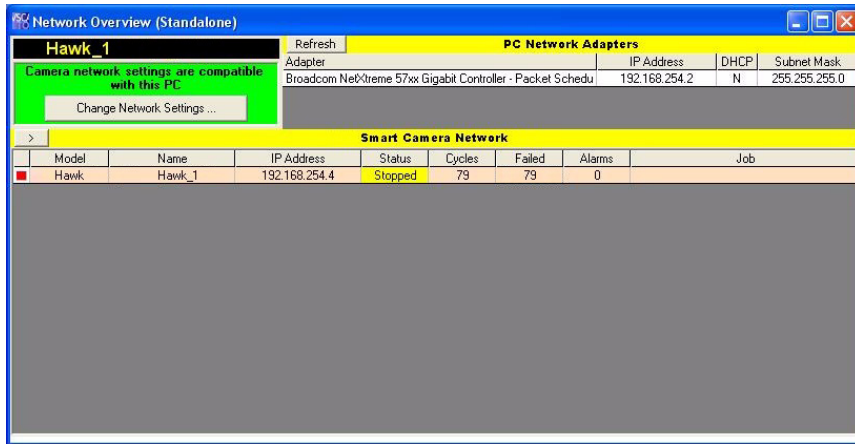 Network Overview (Standalone)
Hawk_1
Camera network settings are compatible
with this PC
Change Network Settings ...
Refresh PC Network Adapters
Adapter IP Address DHCP Subnet Mask
Broadcom NetXtreme 57xx Gigabit Controller - Packet Schedu 192.168.254.2 N 255.255.255.0
> Smart Camera Network
Model Name IP Address Status Cycles Failed Alarms Job
Hawk Hawk_1 192.168.254.4 Stopped 79 79 0